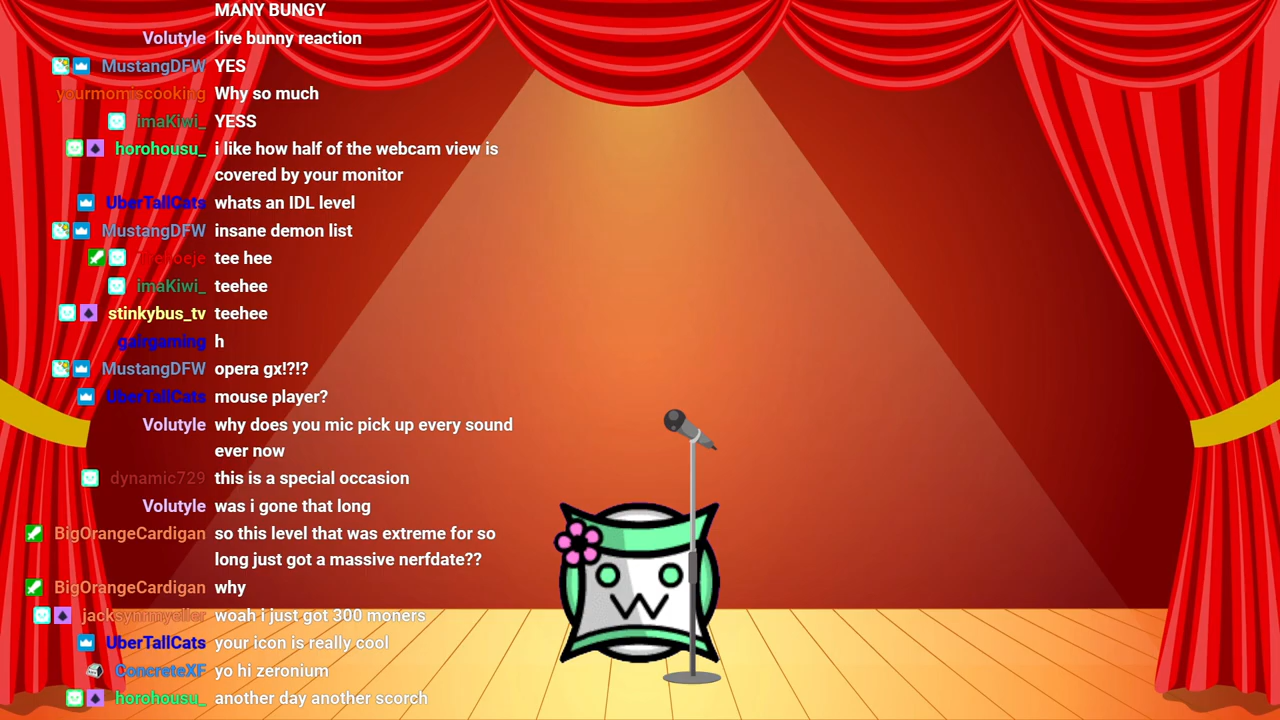 MANY BUNGY
Volutyle live bunny reaction
MustangDFW YES
yourmomiscooking Why so much
imaKiwi_ YESS
horohousu_ i like how half of the webcam view is
covered by your monitor
UberTallCats whats an IDL level
MustangDFW insane demon list
tee hee
imaKiwi_ teehee
stinkybus_tv teehee
gairgaming h
MustangDFW opera gx!?!?
UberTallCats mouse player?
Volutyle why does you mic pick up every sound
ever now
dynamic729 this is a special occasion
Volutyle was i gone that long
BigOrangeCardigan so this level that was extreme for so
long just got a massive nerfdate??
BigOrangeCardigan why
woah i just got 300 moners
UberTallCats your icon is really cool
ConcreteXF yo hi zeronium
horohousu_ another day another scorch